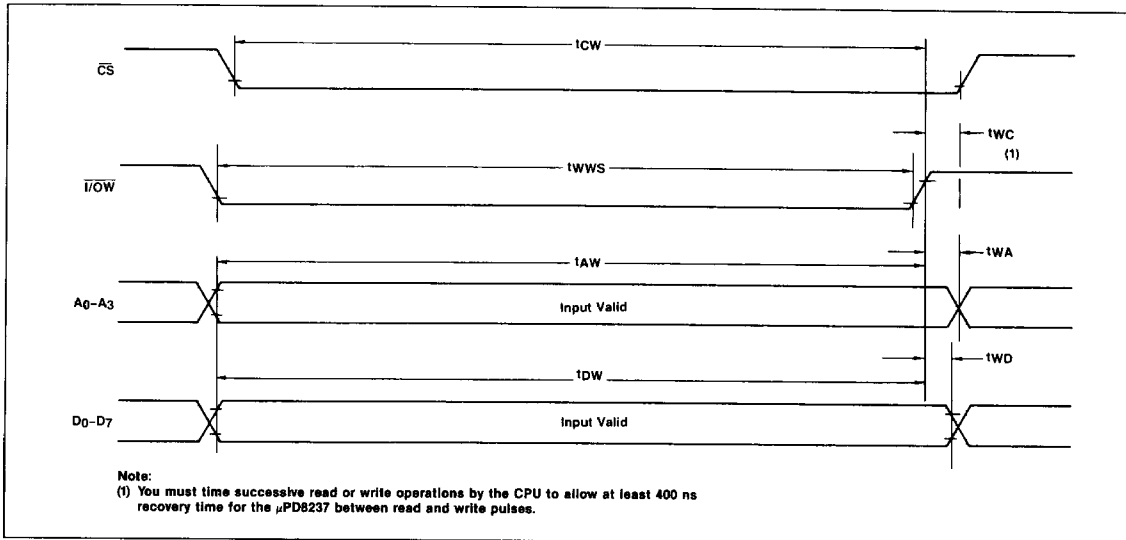 tCW
CS
tWC
(1)
I/OW
tWWS
tWA
tAW
A0-A3
Input Valid
tWD
tDW
D0-D7
Input Valid
Note:
(1) You must time successive read or write operations by the CPU to allow at least 400 ns
recovery time for the μPD8237 between read and write pulses.